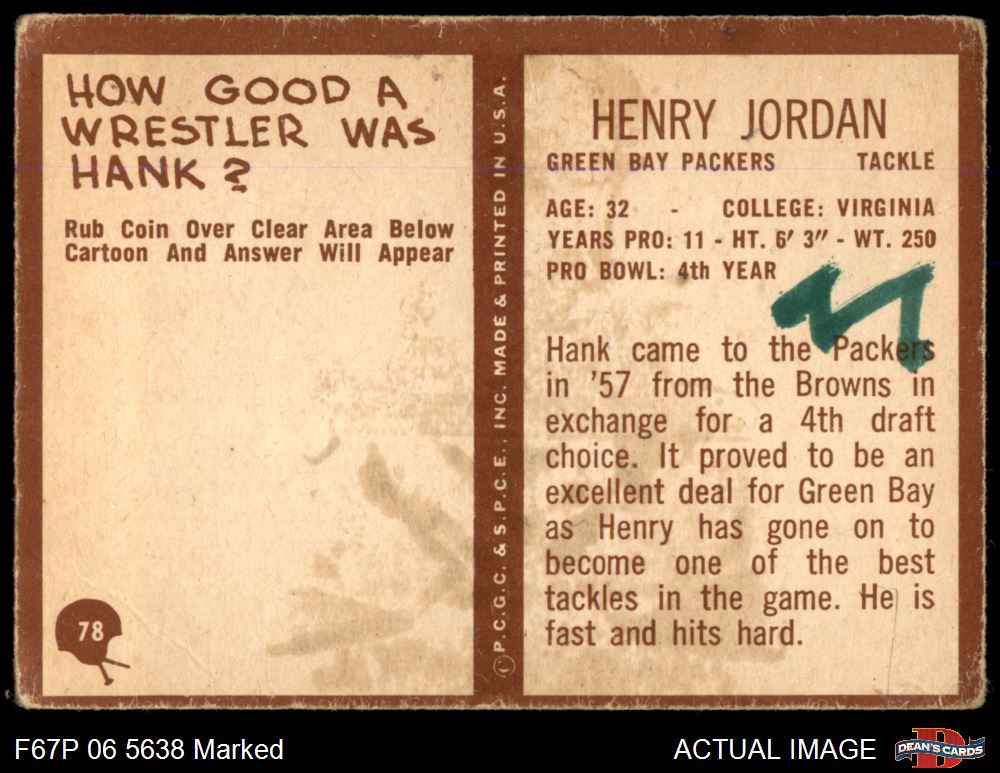 HOW GOOD A
WRESTLER WAS
HANK?
Rub Coin Over Clear Area Below
Cartoon And Answer Will Appear
78
©P.C.G.C. & S.P.C.E., INC. MADE & PRINTED IN U.S.A.
HENRY JORDAN
GREEN BAY PACKERS TACKLE
AGE: 32 - COLLEGE: VIRGINIA
YEARS PRO: 11 - HT. 6' 3" - WT. 250
PRO BOWL: 4th YEAR
Hank came to the Packers
in '57 from the Browns in
exchange for a 4th draft
choice. It proved to be an
excellent deal for Green Bay
as Henry has gone on to
become one of the best
tackles in the game. He is
fast and hits hard.
F67P 06 5638 Marked
ACTUAL IMAGE
DEAN'S CARDS